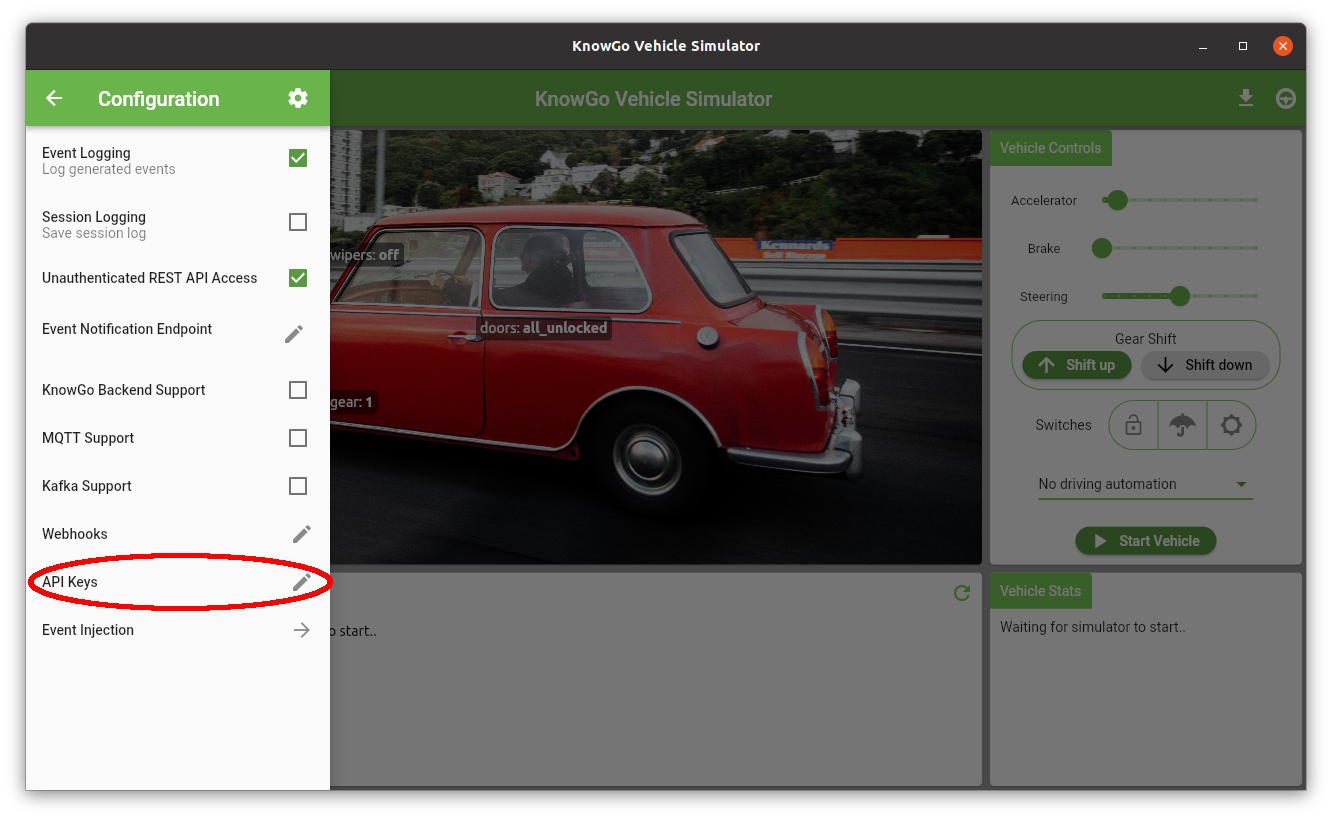 KnowGo Vehicle Simulator
Configuration
KnowGo Vehicle Simulator
Event Logging
Log generated events
Session Logging
Save session log
Unauthenticated REST API Access
Event Notification Endpoint
KnowGo Backend Support
MQTT Support
Kafka Support
Webhooks
API Keys
Event Injection
wipers: off
doors: all_unlocked
gear: 1
Kennards
Self Storage
o start..
Vehicle Controls
Accelerator
Brake
Steering
Gear Shift
Shift up
Shift down
Switches
No driving automation
Start Vehicle
Vehicle Stats
Waiting for simulator to start..